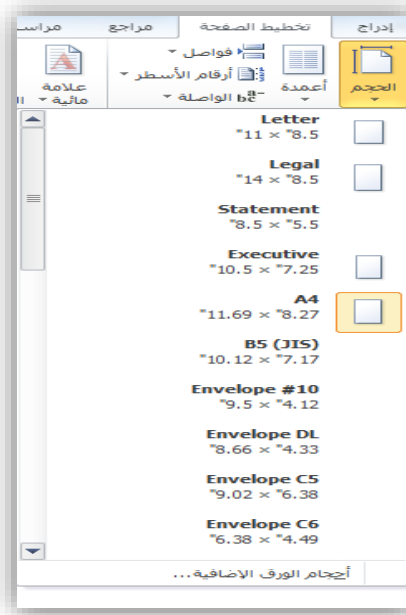 إدراج
تخطيط الصفحة
مراجع
مراسـ
الحجم
أعمدة
فواصل
أرقام الأسطر
الواصلة
علامة
مائية
Letter
"11 × "8.5
Legal
"14 × "8.5
Statement
"8.5 × "5.5
Executive
"10.5 × "7.25
A4
"11.69 × "8.27
B5 (JIS)
"10.12 × "7.17
Envelope #10
"9.5 × "4.12
Envelope DL
"8.66 × "4.33
Envelope C5
"9.02 × "6.38
Envelope C6
"6.38 × "4.49
أحجام الورق الإضافية...